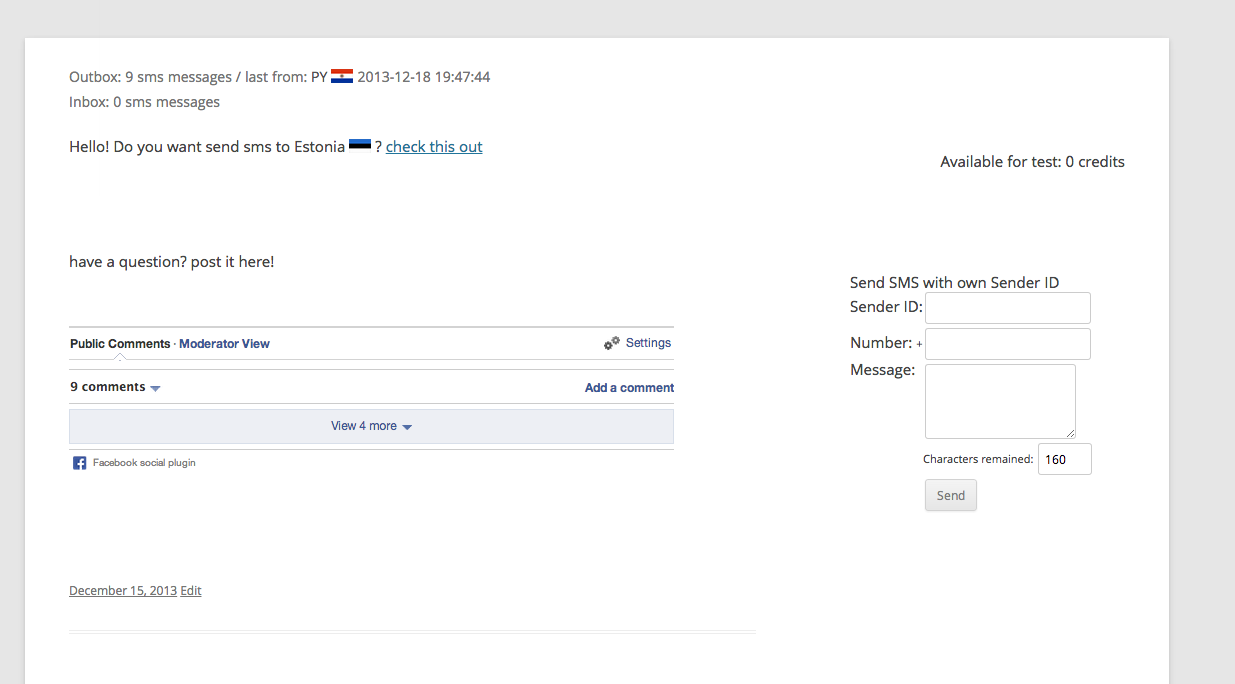 Outbox: 9 sms messages / last from: PY 2013-12-18 19:47:44
Inbox: 0 sms messages
Hello! Do you want send sms to Estonia ? check this out
Available for test: 0 credits
have a question? post it here!
Public Comments · Moderator View
Settings
9 comments
Add a comment
View 4 more
Facebook social plugin
Send SMS with own Sender ID
Sender ID:
Number: +
Message:
Characters remained: 160
Send
December 15, 2013 Edit